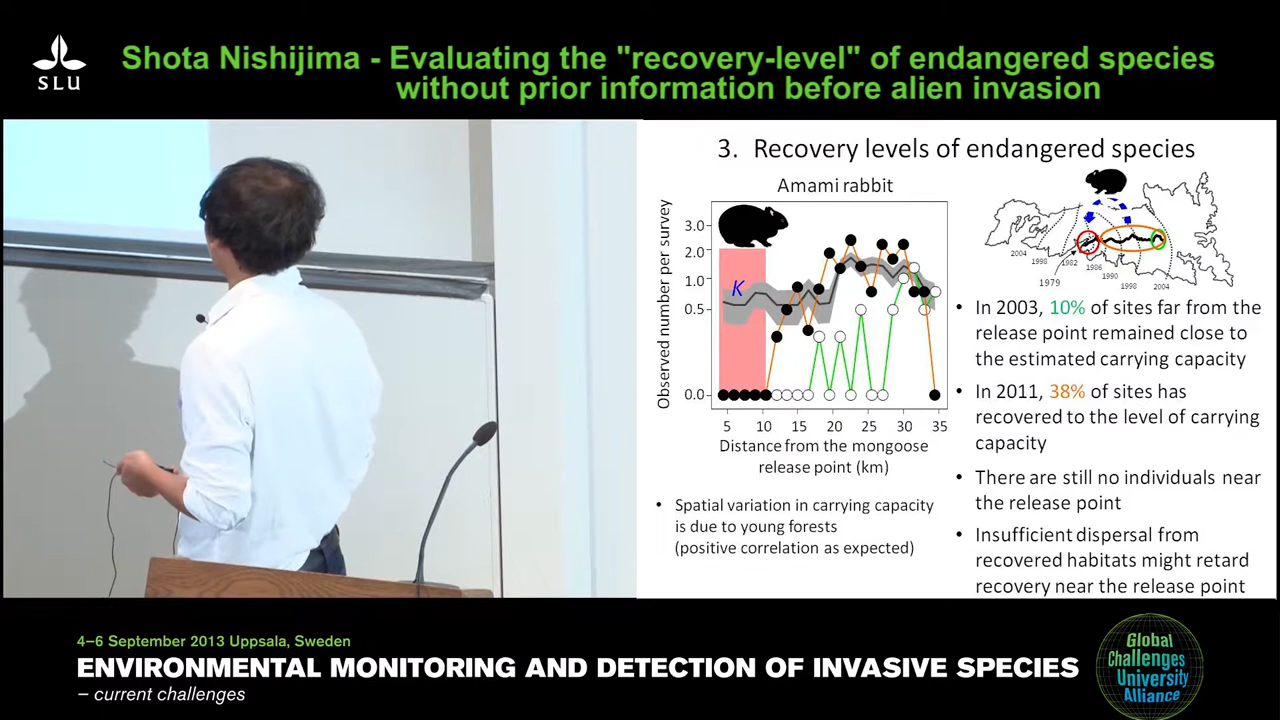 SLU
Shota Nishijima - Evaluating the "recovery-level" of endangered species
without prior information before alien invasion
3. Recovery levels of endangered species
Amami rabbit
Observed number per survey
3.0
2.0
1.0
0.5
0.0
K
5 10 15 20 25 30 35
Distance from the mongoose
release point (km)
• Spatial variation in carrying capacity
is due to young forests
(positive correlation as expected)
2004
1998
1982
1979
1986
1990
1998
2004
• In 2003, 10% of sites far from the
release point remained close to
the estimated carrying capacity
• In 2011, 38% of sites has
recovered to the level of carrying
capacity
• There are still no individuals near
the release point
• Insufficient dispersal from
recovered habitats might retard
recovery near the release point
4–6 September 2013 Uppsala, Sweden
ENVIRONMENTAL MONITORING AND DETECTION OF INVASIVE SPECIES
– current challenges
Global
Challenges
University
Alliance